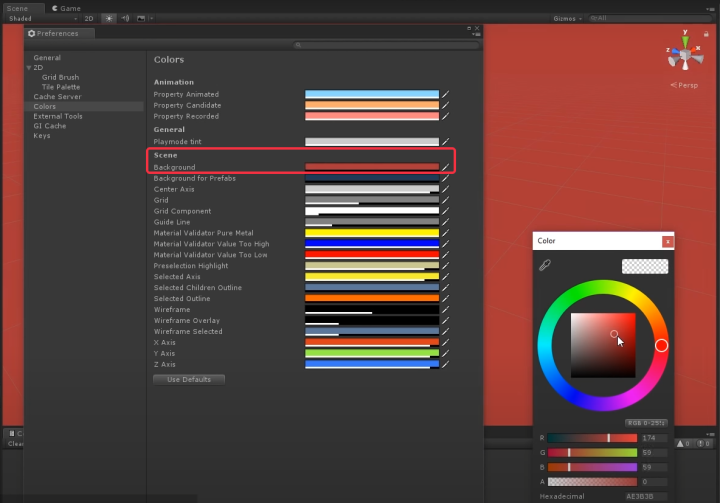 Scene
Game
Shaded
2D
Gizmos
All
Preferences
y
z
x
Persp
General
2D
Grid Brush
Tile Palette
Cache Server
Colors
External Tools
GI Cache
Keys
Colors
Animation
Property Animated
Property Candidate
Property Recorded
General
Playmode tint
Scene
Background
Background for Prefabs
Center Axis
Grid
Grid Component
Guide Line
Material Validator Pure Metal
Material Validator Value Too High
Material Validator Value Too Low
Preselection Highlight
Selected Axis
Selected Children Outline
Selected Outline
Wireframe
Wireframe Overlay
Wireframe Selected
X Axis
Y Axis
Z Axis
Use Defaults
C
Clear
Color
x
RGB 0-255
R 174
G 59
B 59
A 0
Hexadecimal AE3B3B
0 0